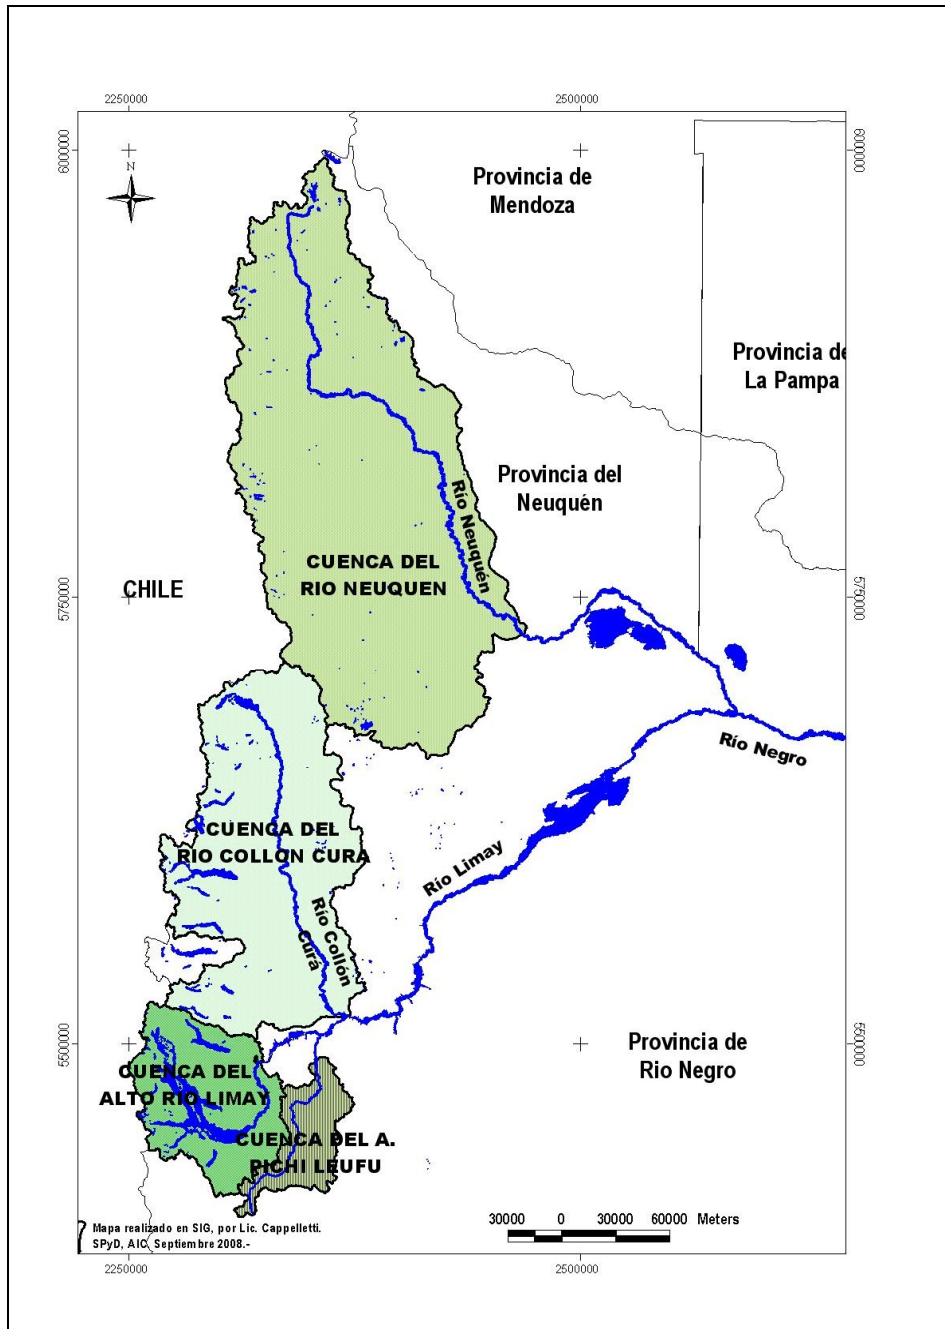 2250000
2500000
6000000
6000000
N
Provincia de
Mendoza
Provincia de
La Pampa
Provincia del
Neuquén
Río Neuquén
CUENCA DEL
RIO NEUQUEN
CHILE
5750000
5750000
Río Negro
CUENCA DEL
RIO COLLON CURA
Río Limay
Río Collón
Curá
5500000
5500000
Provincia de
Rio Negro
CUENCA DEL
ALTO RIO LIMAY
CUENCA DEL A.
PICHI LEUFU
30000 0 30000 60000 Meters
Mapa realizado en SIG, por Lic. Cappelletti.
SPyD, AIC. Septiembre 2008.-
2250000
2500000